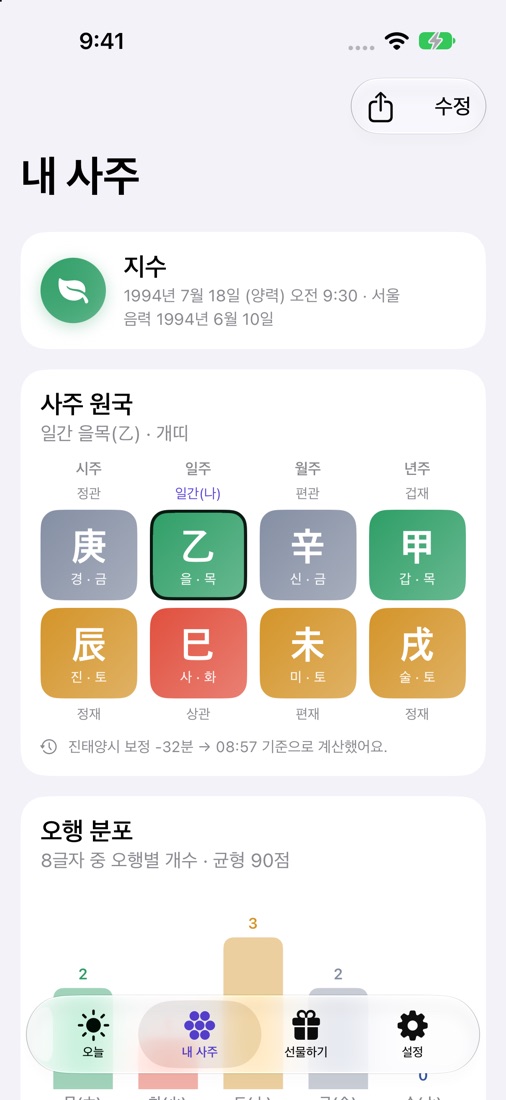 9:41
수정
내 사주
지수
1994년 7월 18일 (양력) 오전 9:30 · 서울
음력 1994년 6월 10일
사주 원국
일간 을목(乙) · 개띠
시주 일주 월주 년주
정관 일간(나) 편관 겁재
庚 乙 辛 甲
경 · 금 을 · 목 신 · 금 갑 · 목
辰 巳 未 戌
진 · 토 사 · 화 미 · 토 술 · 토
정재 상관 편재 정재
진태양시 보정 -32분 → 08:57 기준으로 계산했어요.
오행 분포
8글자 중 오행별 개수 · 균형 90점
3
2 2
오늘 내 사주 선물하기 설정
0